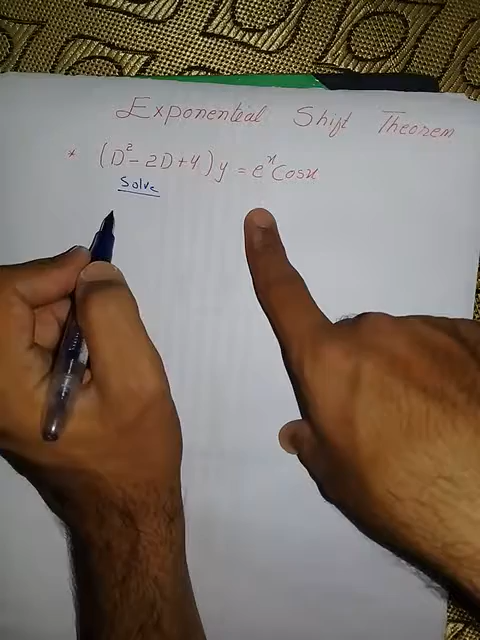 Exponential Shift Theorem
* (D² - 2D + 4) y = eˣ Cosx
Solve